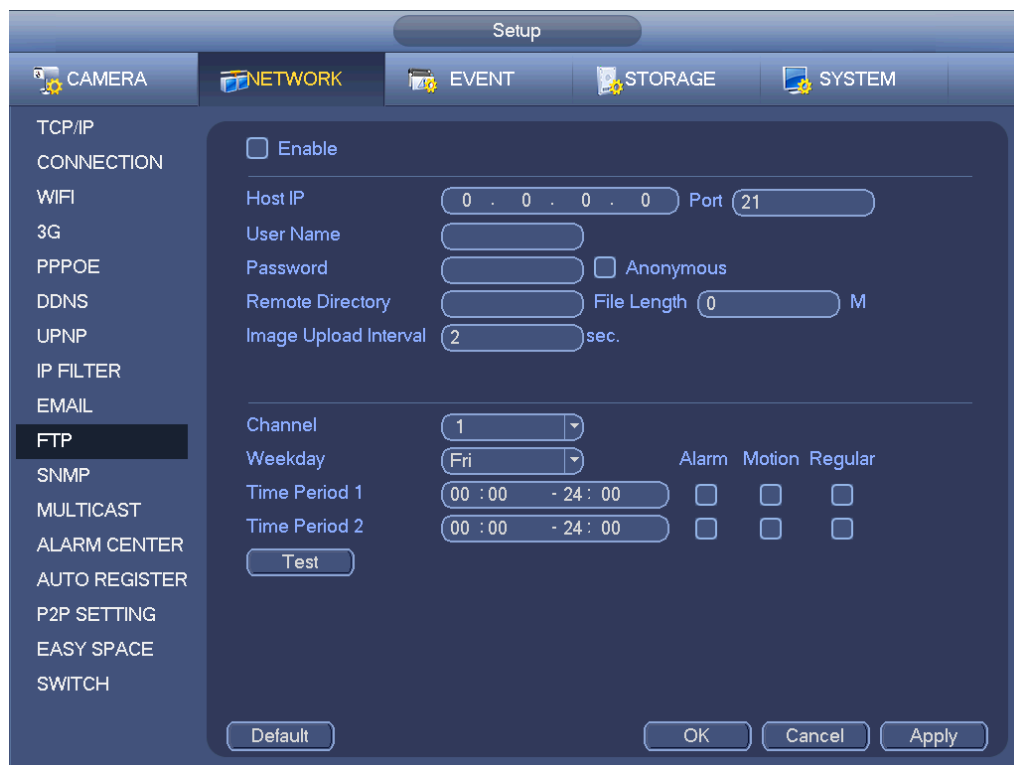 Setup
CAMERA NETWORK EVENT STORAGE SYSTEM
TCP/IP
CONNECTION
WIFI
3G
PPPOE
DDNS
UPNP
IP FILTER
EMAIL
FTP
SNMP
MULTICAST
ALARM CENTER
AUTO REGISTER
P2P SETTING
EASY SPACE
SWITCH
Enable
Host IP 0 . 0 . 0 . 0 Port 21
User Name
Password Anonymous
Remote Directory File Length 0 M
Image Upload Interval 2 sec.
Channel 1
Weekday Fri Alarm Motion Regular
Time Period 1 00 :00 - 24 : 00
Time Period 2 00 :00 - 24 : 00
Test
Default OK Cancel Apply